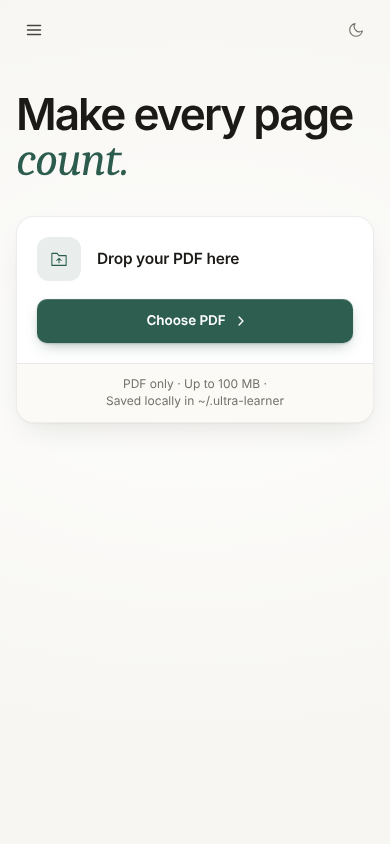 Make every page
count.
Drop your PDF here
Choose PDF
PDF only · Up to 100 MB ·
Saved locally in ~/.ultra-learner